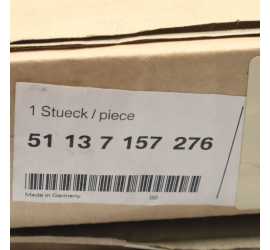 1 Stueck / piece
51 13 7 157 276
Made in Germany